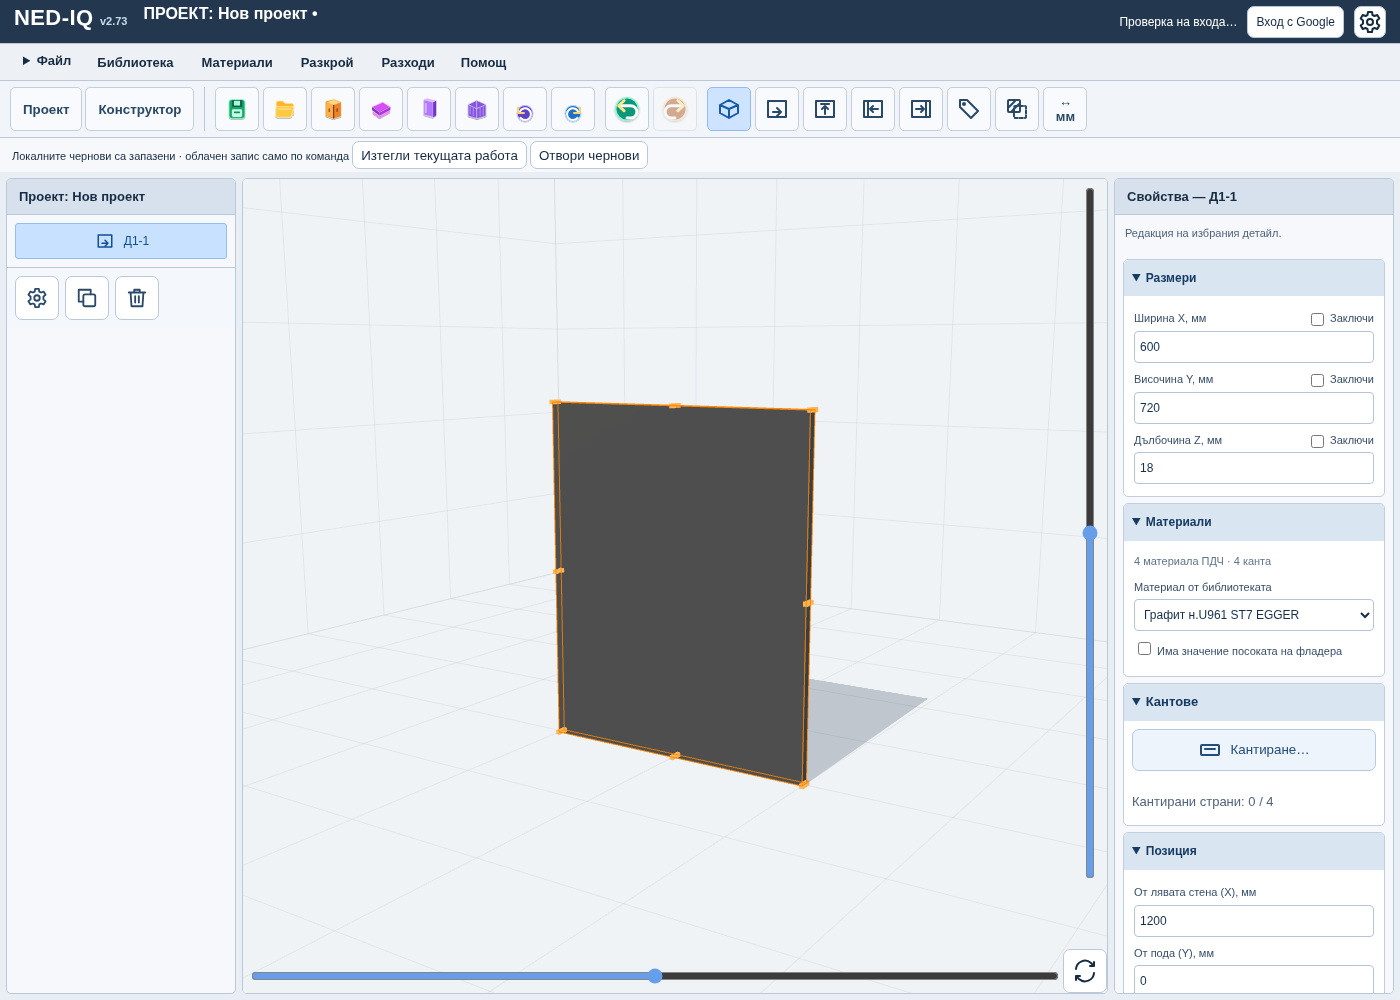 NED-IQ v2.73 ПРОЕКТ: Нов проект •
Проверка на входа… Вход с Google
Файл Библиотека Материали Разкрой Разходи Помощ
Проект Конструктор
↔
мм
Локалните чернови са запазени · облачен запис само по команда Изтегли текущата работа Отвори чернови
Проект: Нов проект
Д1-1
Свойства — Д1-1
Редакция на избрания детайл.
Размери
Ширина X, мм Заключи
600
Височина Y, мм Заключи
720
Дълбочина Z, мм Заключи
18
Материали
4 материала ПДЧ · 4 канта
Материал от библиотеката
Графит н.U961 ST7 EGGER
Има значение посоката на фладера
Кантове
Кантиране…
Кантирани страни: 0 / 4
Позиция
От лявата стена (X), мм
1200
От пода (Y), мм
0